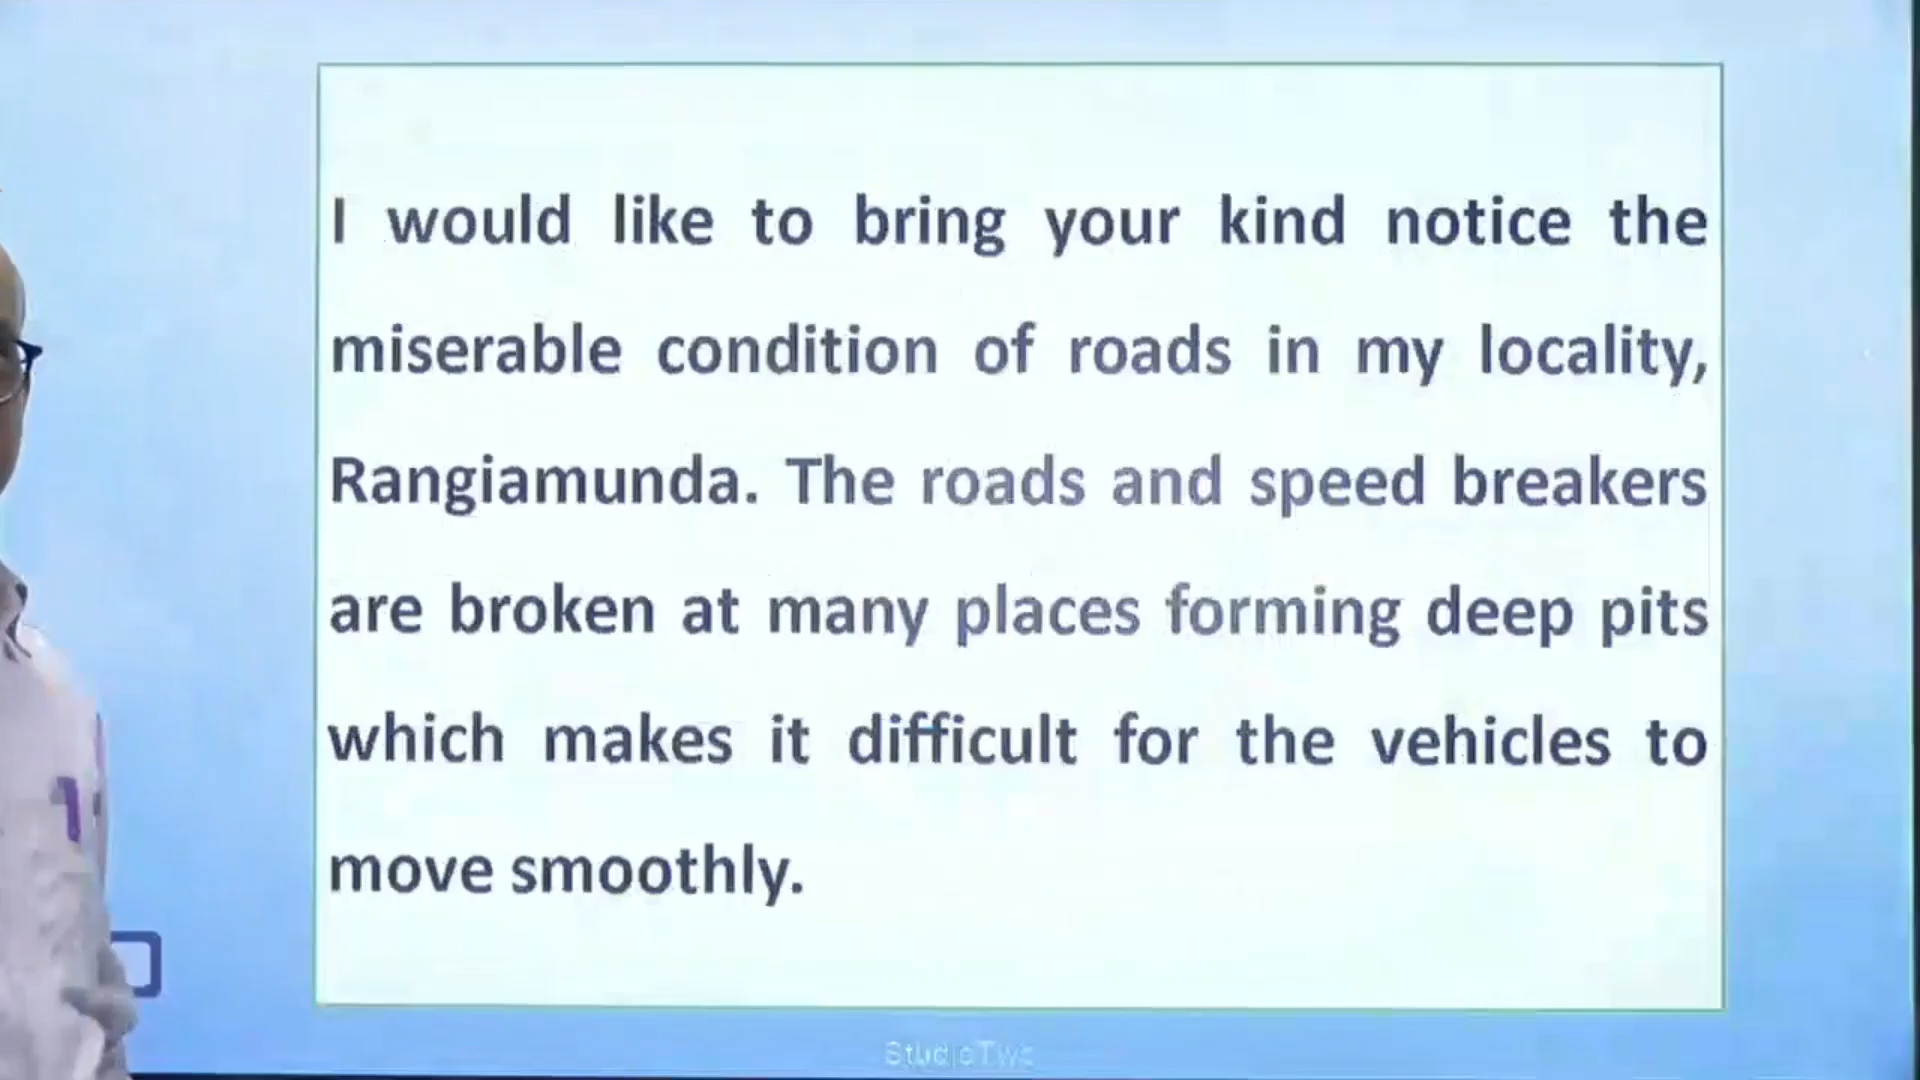 I would like to bring your kind notice the
miserable condition of roads in my locality,
Rangiamunda. The roads and speed breakers
are broken at many places forming deep pits
which makes it difficult for the vehicles to
move smoothly.
StudioTwo